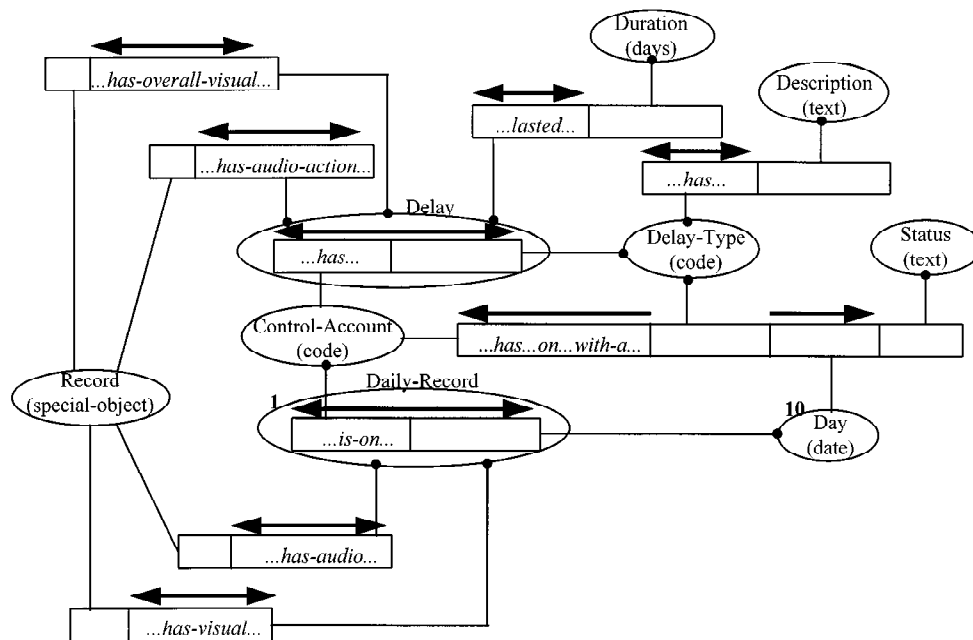 Duration
(days)
...has-overall-visual...
Description
(text)
...lasted...
...has-audio-action...
...has...
Delay
Delay-Type
(code)
Status
(text)
...has...
Control-Account
(code)
...has...on...with-a...
Record
(special-object)
Daily-Record
1
10
Day
(date)
...is-on...
...has-audio...
...has-visual...